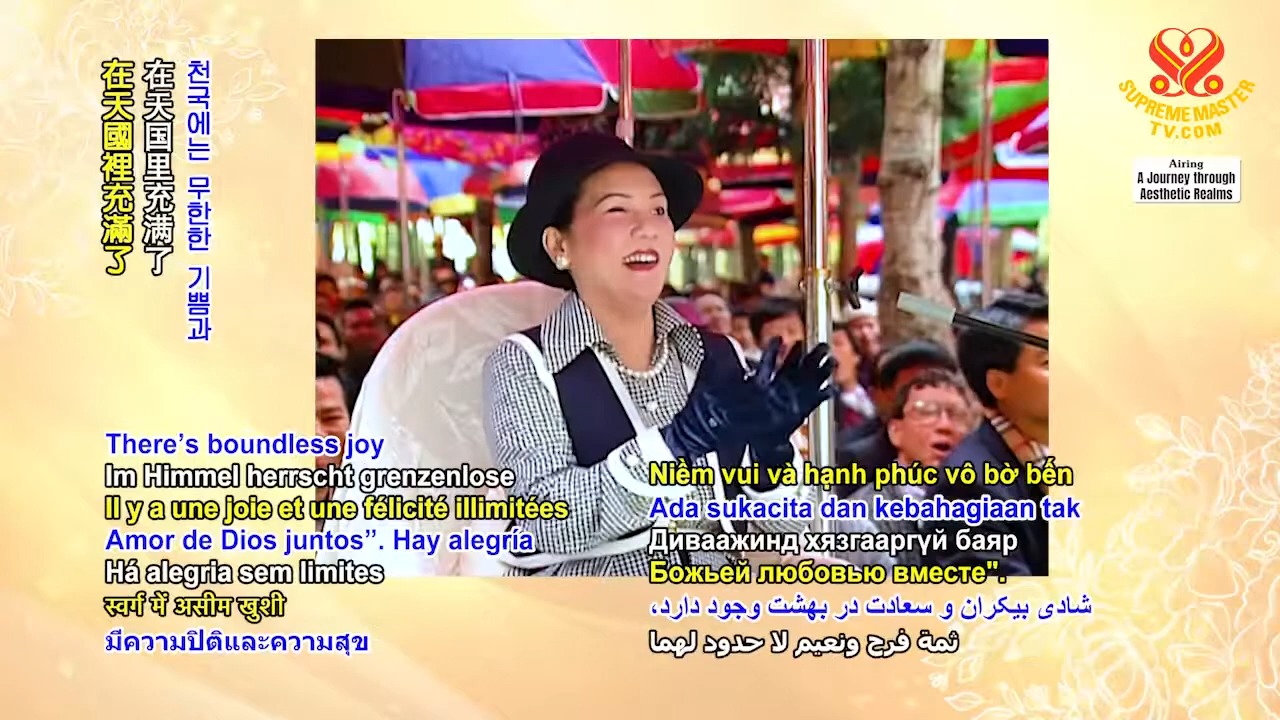 在天國裡充滿了
在天国里充满了
천국에는 무한한 기쁨과
SUPREME MASTER
TV.COM
Airing
A Journey through
Aesthetic Realms
There's boundless joy
Im Himmel herrscht grenzenlose
Il y a une joie et une félicité illimitées
Amor de Dios juntos”. Hay alegría
Há alegria sem limites
स्वर्ग में असीम खुशी
มีความปิติและความสุข
Niềm vui và hạnh phúc vô bờ bến
Ada sukacita dan kebahagiaan tak
Диваажинд хязгааргүй баяр
Божьей любовью вместе".
شادی بیکران و سعادت در بهشت وجود دارد،
ثمة فرح ونعيم لا حدود لهما